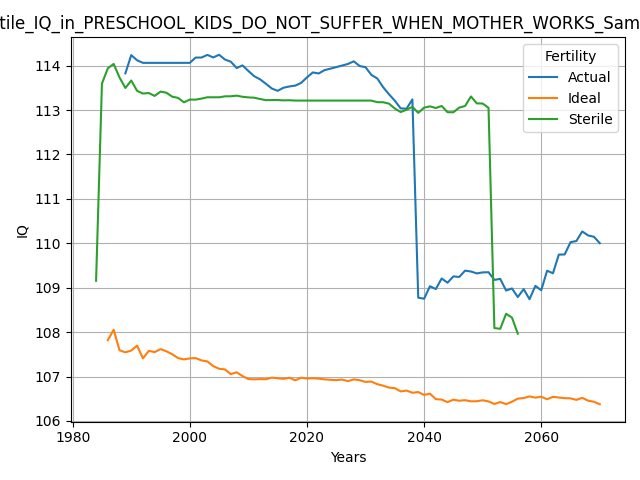 tile_IQ_in_PRESCHOOL_KIDS_DO_NOT_SUFFER_WHEN_MOTHER_WORKS_Sam
Fertility
Actual
Ideal
Sterile
IQ
114
113
112
111
110
109
108
107
106
1980 2000 2020 2040 2060
Years